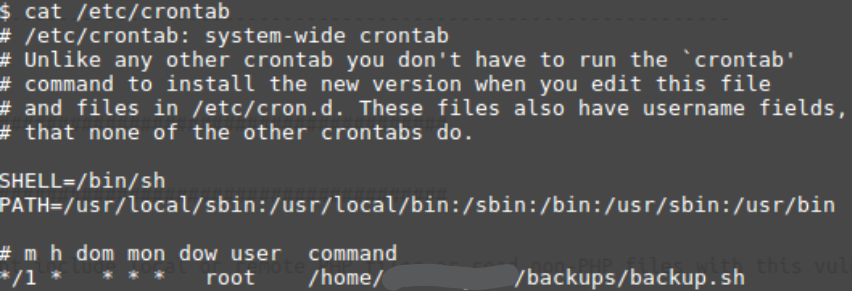 $ cat /etc/crontab
# /etc/crontab: system-wide crontab
# Unlike any other crontab you don't have to run the `crontab'
# command to install the new version when you edit this file
# and files in /etc/cron.d. These files also have username fields,
# that none of the other crontabs do.
SHELL=/bin/sh
PATH=/usr/local/sbin:/usr/local/bin:/sbin:/bin:/usr/sbin:/usr/bin
# m h dom mon dow user  command
*/1 *   * * *   root    /home/ /backups/backup.sh